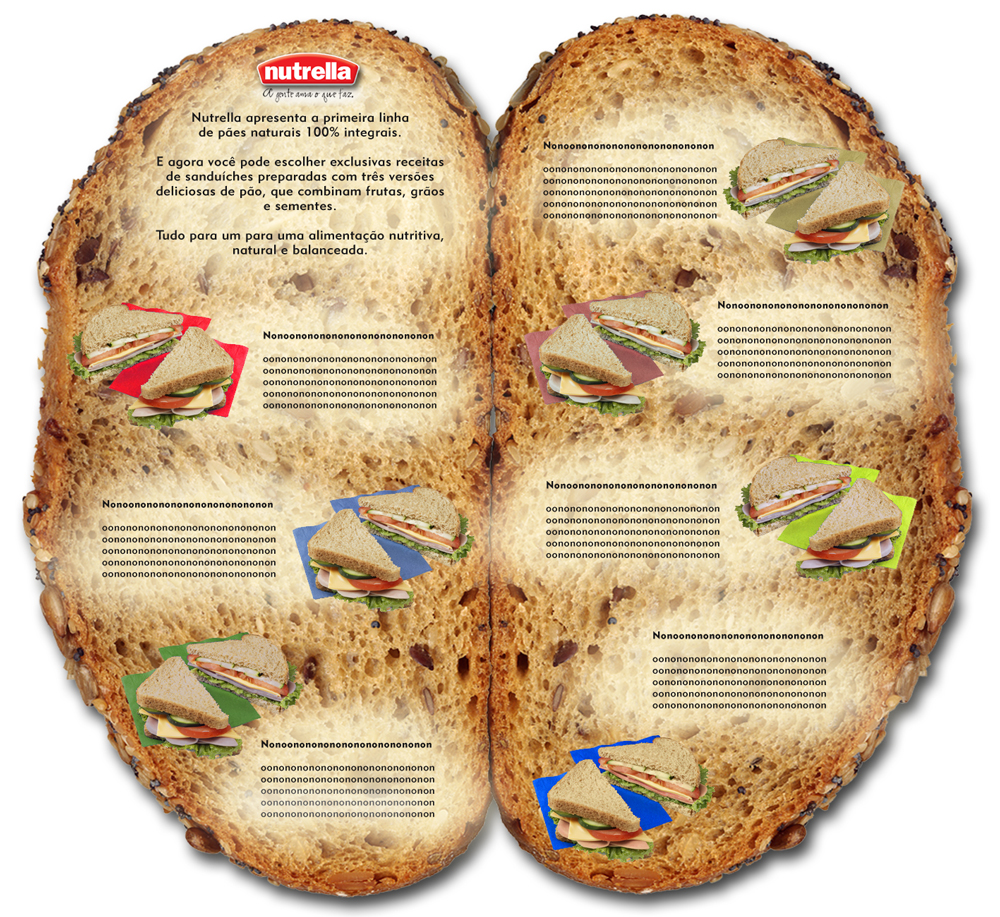 nutrella
A gente ama o que faz.
Nutrella apresenta a primeira linha
de pães naturais 100% integrais.
E agora você pode escolher exclusivas receitas
de sanduíches preparadas com três versões
deliciosas de pão, que combinam frutas, grãos
e sementes.
Tudo para um para uma alimentação nutritiva,
natural e balanceada.
Nonoonononononononononononon
oononononononononononononon
oononononononononononononon
oononononononononononononon
oononononononononononononon
oononononononononononononon
Nonoonononononononononononon
oononononononononononononon
oononononononononononononon
oononononononononononononon
oononononononononononononon
oononononononononononononon
Nonoonononononononononononon
oononononononononononononon
oononononononononononononon
oononononononononononononon
oononononononononononononon
oononononononononononononon
Nonoonononononononononononon
oononononononononononononon
oononononononononononononon
oononononononononononononon
oononononononononononononon
oononononononononononononon
Nonoonononononononononononon
oononononononononononononon
oononononononononononononon
oononononononononononononon
oononononononononononononon
oononononononononononononon
Nonoonononononononononononon
oononononononononononononon
oononononononononononononon
oononononononononononononon
oononononononononononononon
oononononononononononononon
Nonoonononononononononononon
oononononononononononononon
oononononononononononononon
oononononononononononononon
oononononononononononononon
oononononononononononononon